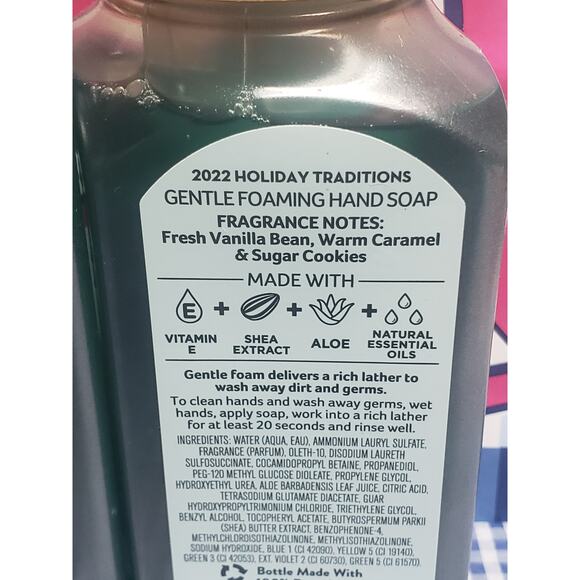 2022 HOLIDAY TRADITIONS
GENTLE FOAMING HAND SOAP
FRAGRANCE NOTES:
Fresh Vanilla Bean, Warm Caramel
& Sugar Cookies
MADE WITH
E + + +
VITAMIN E SHEA EXTRACT ALOE NATURAL ESSENTIAL OILS
Gentle foam delivers a rich lather to
wash away dirt and germs.
To clean hands and wash away germs, wet
hands, apply soap, work into a rich lather
for at least 20 seconds and rinse well.
INGREDIENTS: WATER (AQUA, EAU), AMMONIUM LAURYL SULFATE,
FRAGRANCE (PARFUM), OLETH-10, DISODIUM LAURETH
SULFOSUCCINATE, COCAMIDOPROPYL BETAINE, PROPANEDIOL,
PEG-120 METHYL GLUCOSE DIOLEATE, PROPYLENE GLYCOL,
HYDROXYETHYL UREA, ALOE BARBADENSIS LEAF JUICE, CITRIC ACID,
TETRASODIUM GLUTAMATE DIACETATE, GUAR
HYDROXYPROPYLTRIMONIUM CHLORIDE, TRIETHYLENE GLYCOL,
BENZYL ALCOHOL, TOCOPHERYL ACETATE, BUTYROSPERMUM PARKII
(SHEA) BUTTER EXTRACT, BENZOPHENONE-4,
METHYLCHLOROISOTHIAZOLINONE, METHYLISOTHIAZOLINONE,
SODIUM HYDROXIDE, BLUE 1 (CI 42090), YELLOW 5 (CI 19140),
GREEN 3 (CI 42053), EXT. VIOLET 2 (CI 60730), GREEN 5 (CI 61570).
Bottle Made With